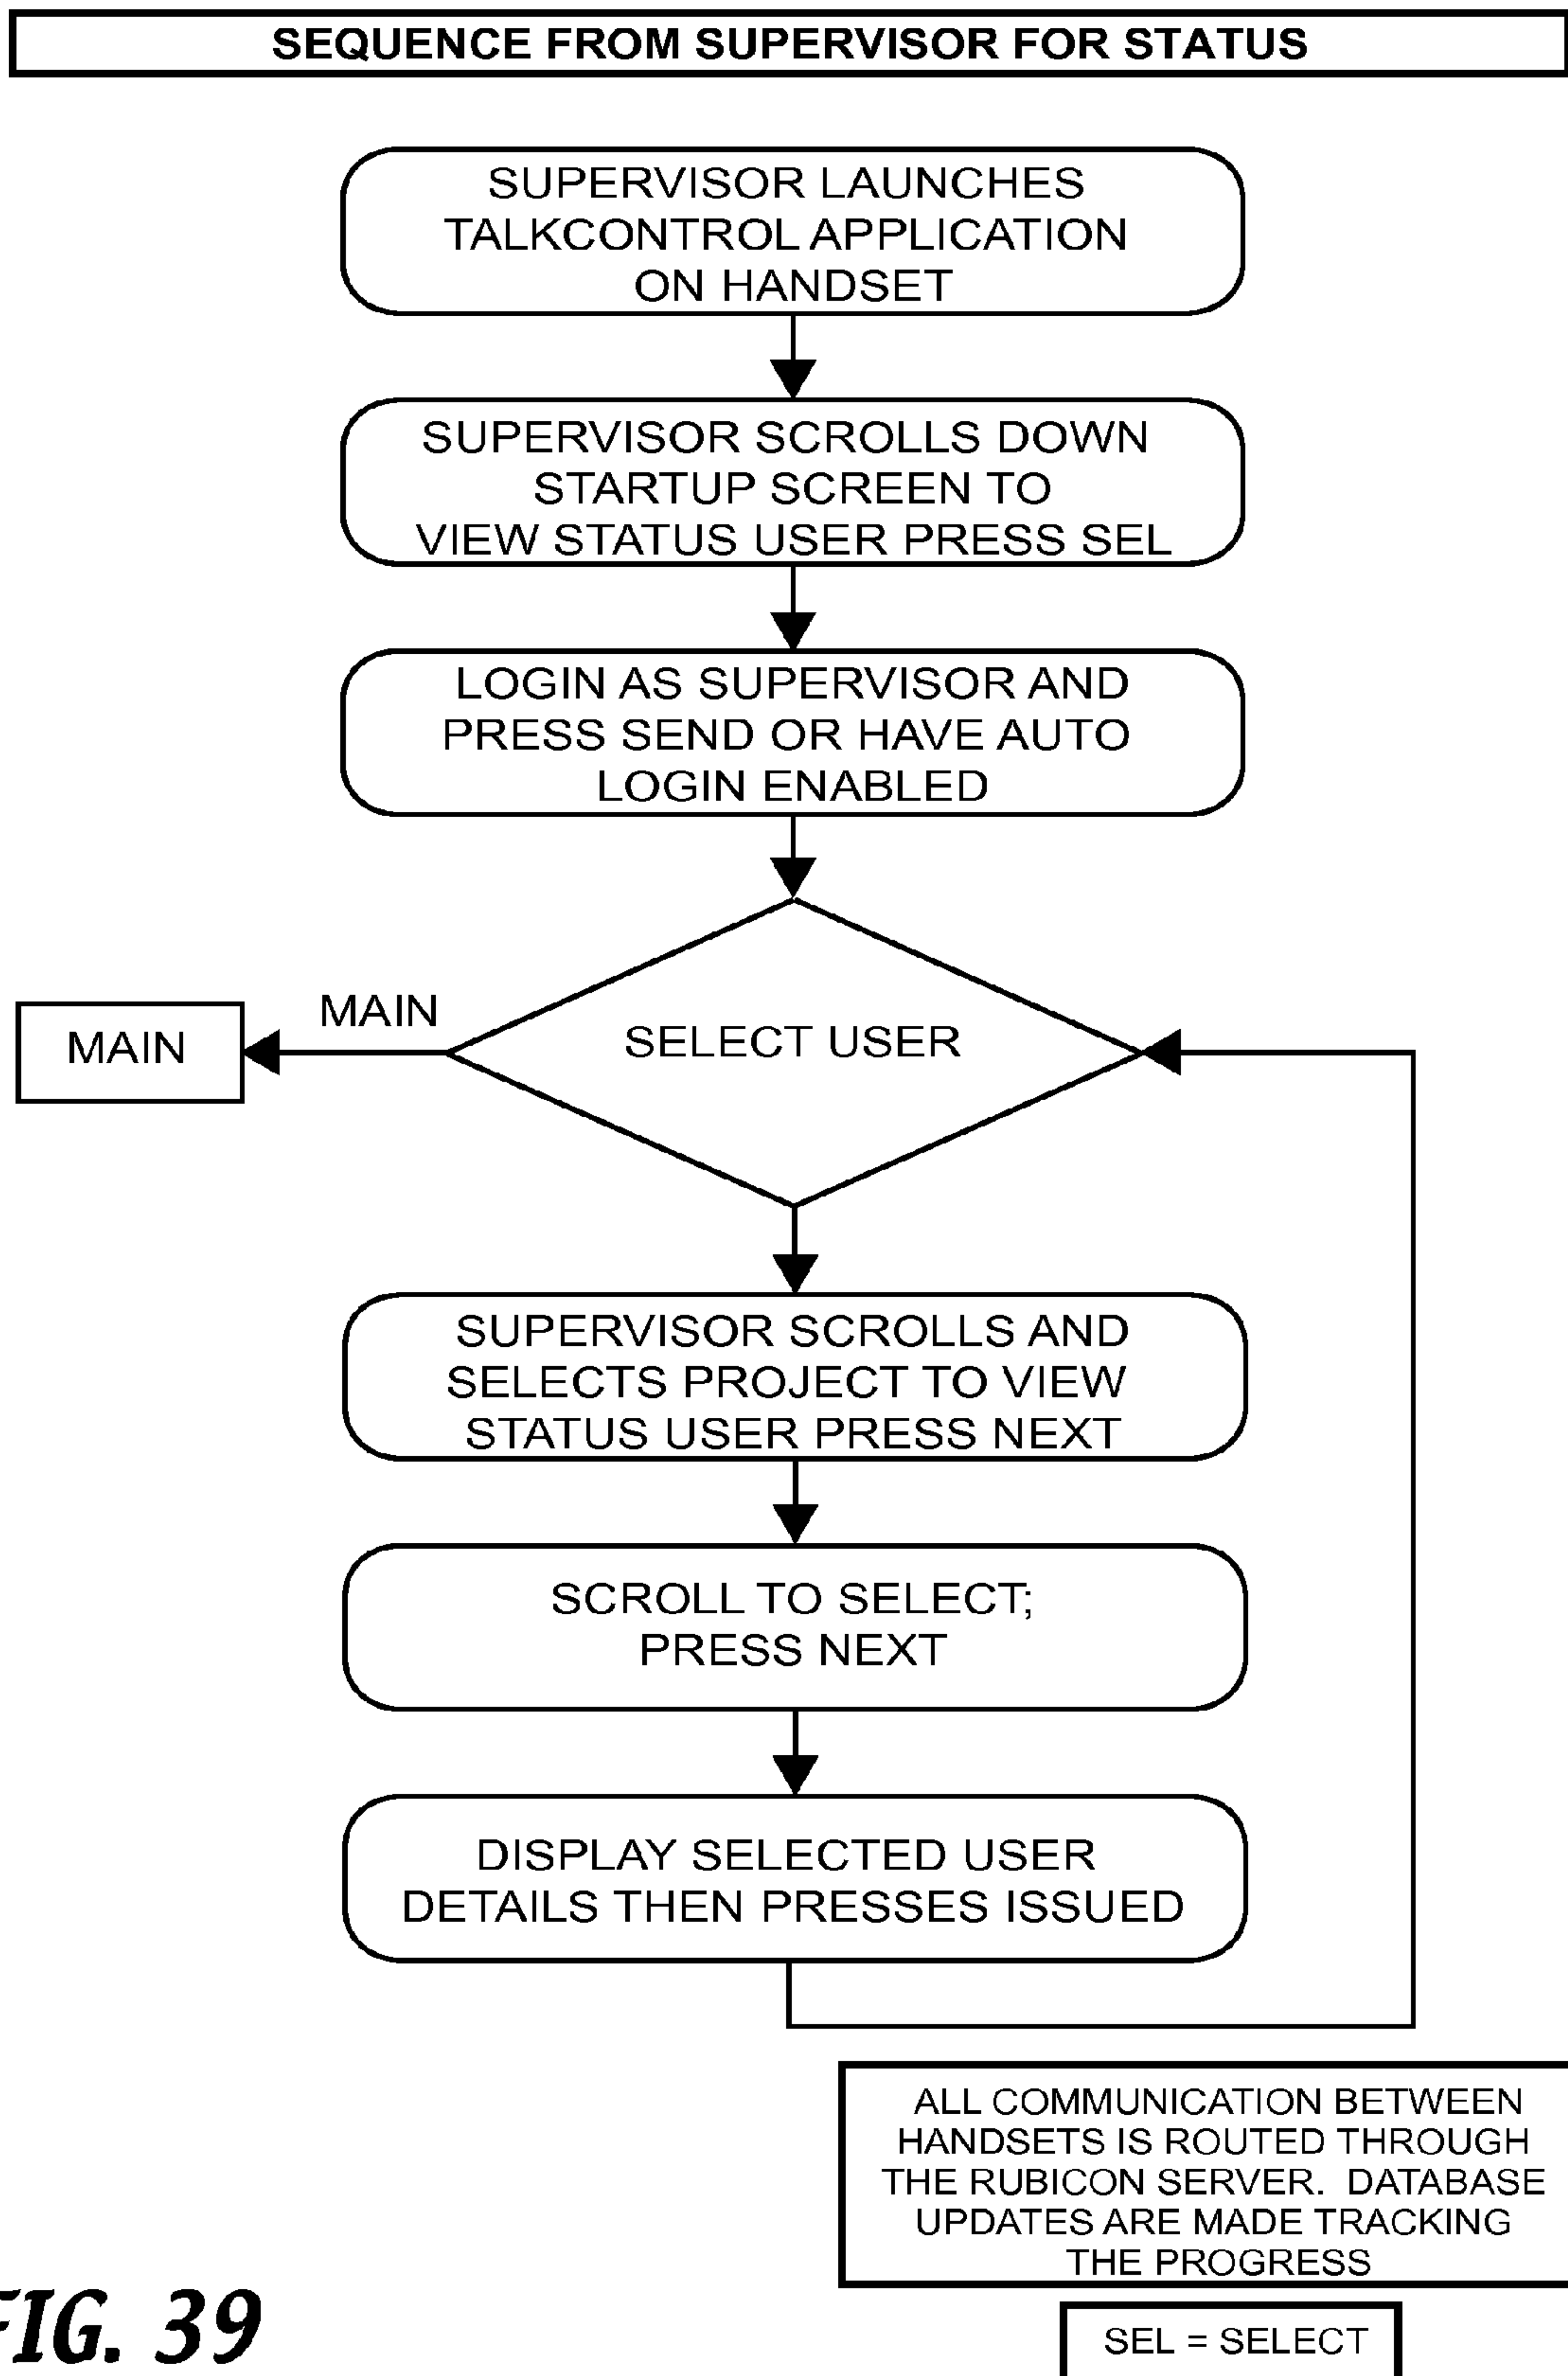 SEQUENCE FROM SUPERVISOR FOR STATUS
SUPERVISOR LAUNCHES
TALKCONTROL APPLICATION
ON HANDSET
SUPERVISOR SCROLLS DOWN
STARTUP SCREEN TO
VIEW STATUS USER PRESS SEL
LOGIN AS SUPERVISOR AND
PRESS SEND OR HAVE AUTO
LOGIN ENABLED
MAIN
MAIN
SELECT USER
SUPERVISOR SCROLLS AND
SELECTS PROJECT TO VIEW
STATUS USER PRESS NEXT
SCROLL TO SELECT;
PRESS NEXT
DISPLAY SELECTED USER
DETAILS THEN PRESSES ISSUED
ALL COMMUNICATION BETWEEN
HANDSETS IS ROUTED THROUGH
THE RUBICON SERVER. DATABASE
UPDATES ARE MADE TRACKING
THE PROGRESS
SEL = SELECT
FIG. 39